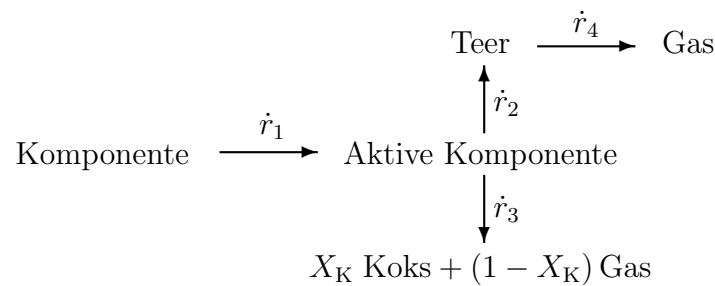 Teer ṙ₄ Gas
ṙ₂
Komponente ṙ₁ Aktive Komponente
ṙ₃
X_K Koks + (1 − X_K) Gas